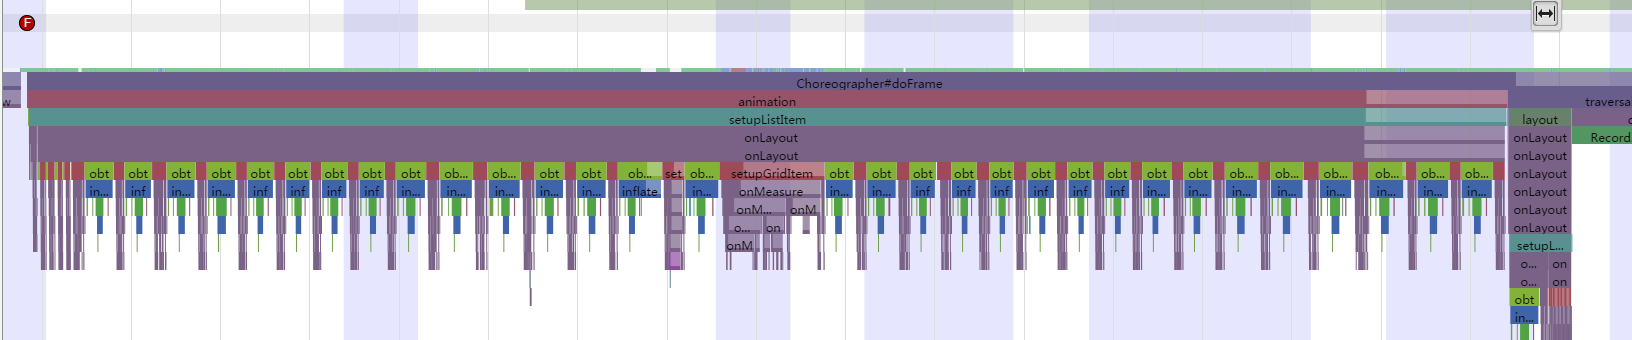 F
Choreographer#doFrame
w animation traversa
setupListItem layout
onLayout onLayout Record
onLayout onLayout
obt obt obt obt obt obt obt obt obt ob... ob... obt obt ob... set ob... setupGridItem obt obt obt obt obt obt obt obt obt obt obt ob... ob... ob... ob... ob... onLayout
in... inf in... in... inf inf inf inf inf in... in... in... in... inflate in... onMeasure in... in... in... inf inf inf inf inf inf in... in... in... in... in... in... in... onLayout
onM... onM onLayout
o... on onLayout
onM setupL...
o... on
o... on
obt
in...